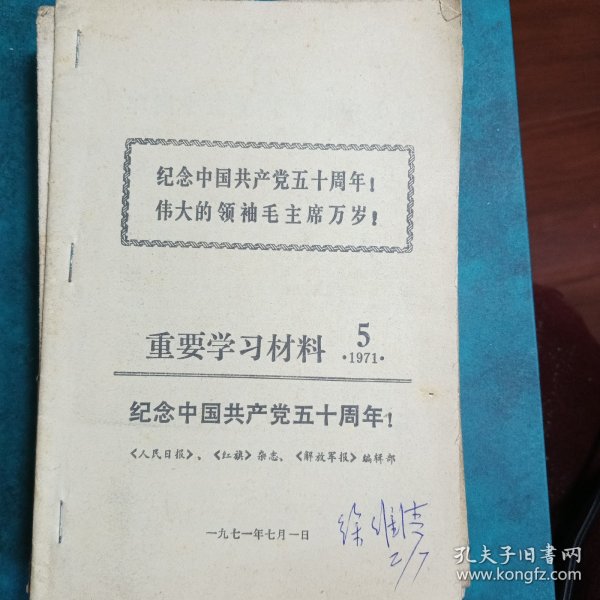 纪念中国共产党五十周年！
伟大的领袖毛主席万岁！
重要学习材料 5
·1971·
纪念中国共产党五十周年！
《人民日报》、《红旗》杂志、《解放军报》编辑部
一九七一年七月一日
2/7
孔夫子旧书网
www.kongfz.com